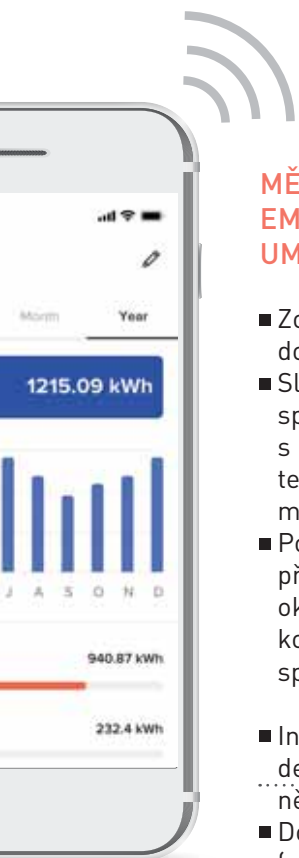 Month Year
1215.09 kWh
J A S O N D
940.87 kWh
232.4 kWh
MĚ
EM
UM
■ Zo
do
■ Sl
sp
s
te
m
■ Po
př
ok
ko
sp
■ In
de
ně
■ Do